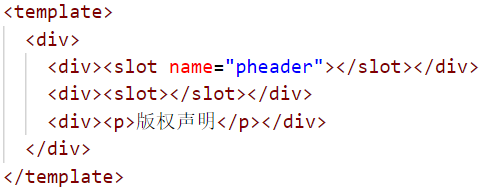 <template>
  <div>
    <div><slot name="pheader"></slot></div>
    <div><slot></slot></div>
    <div><p>版权声明</p></div>
  </div>
</template>